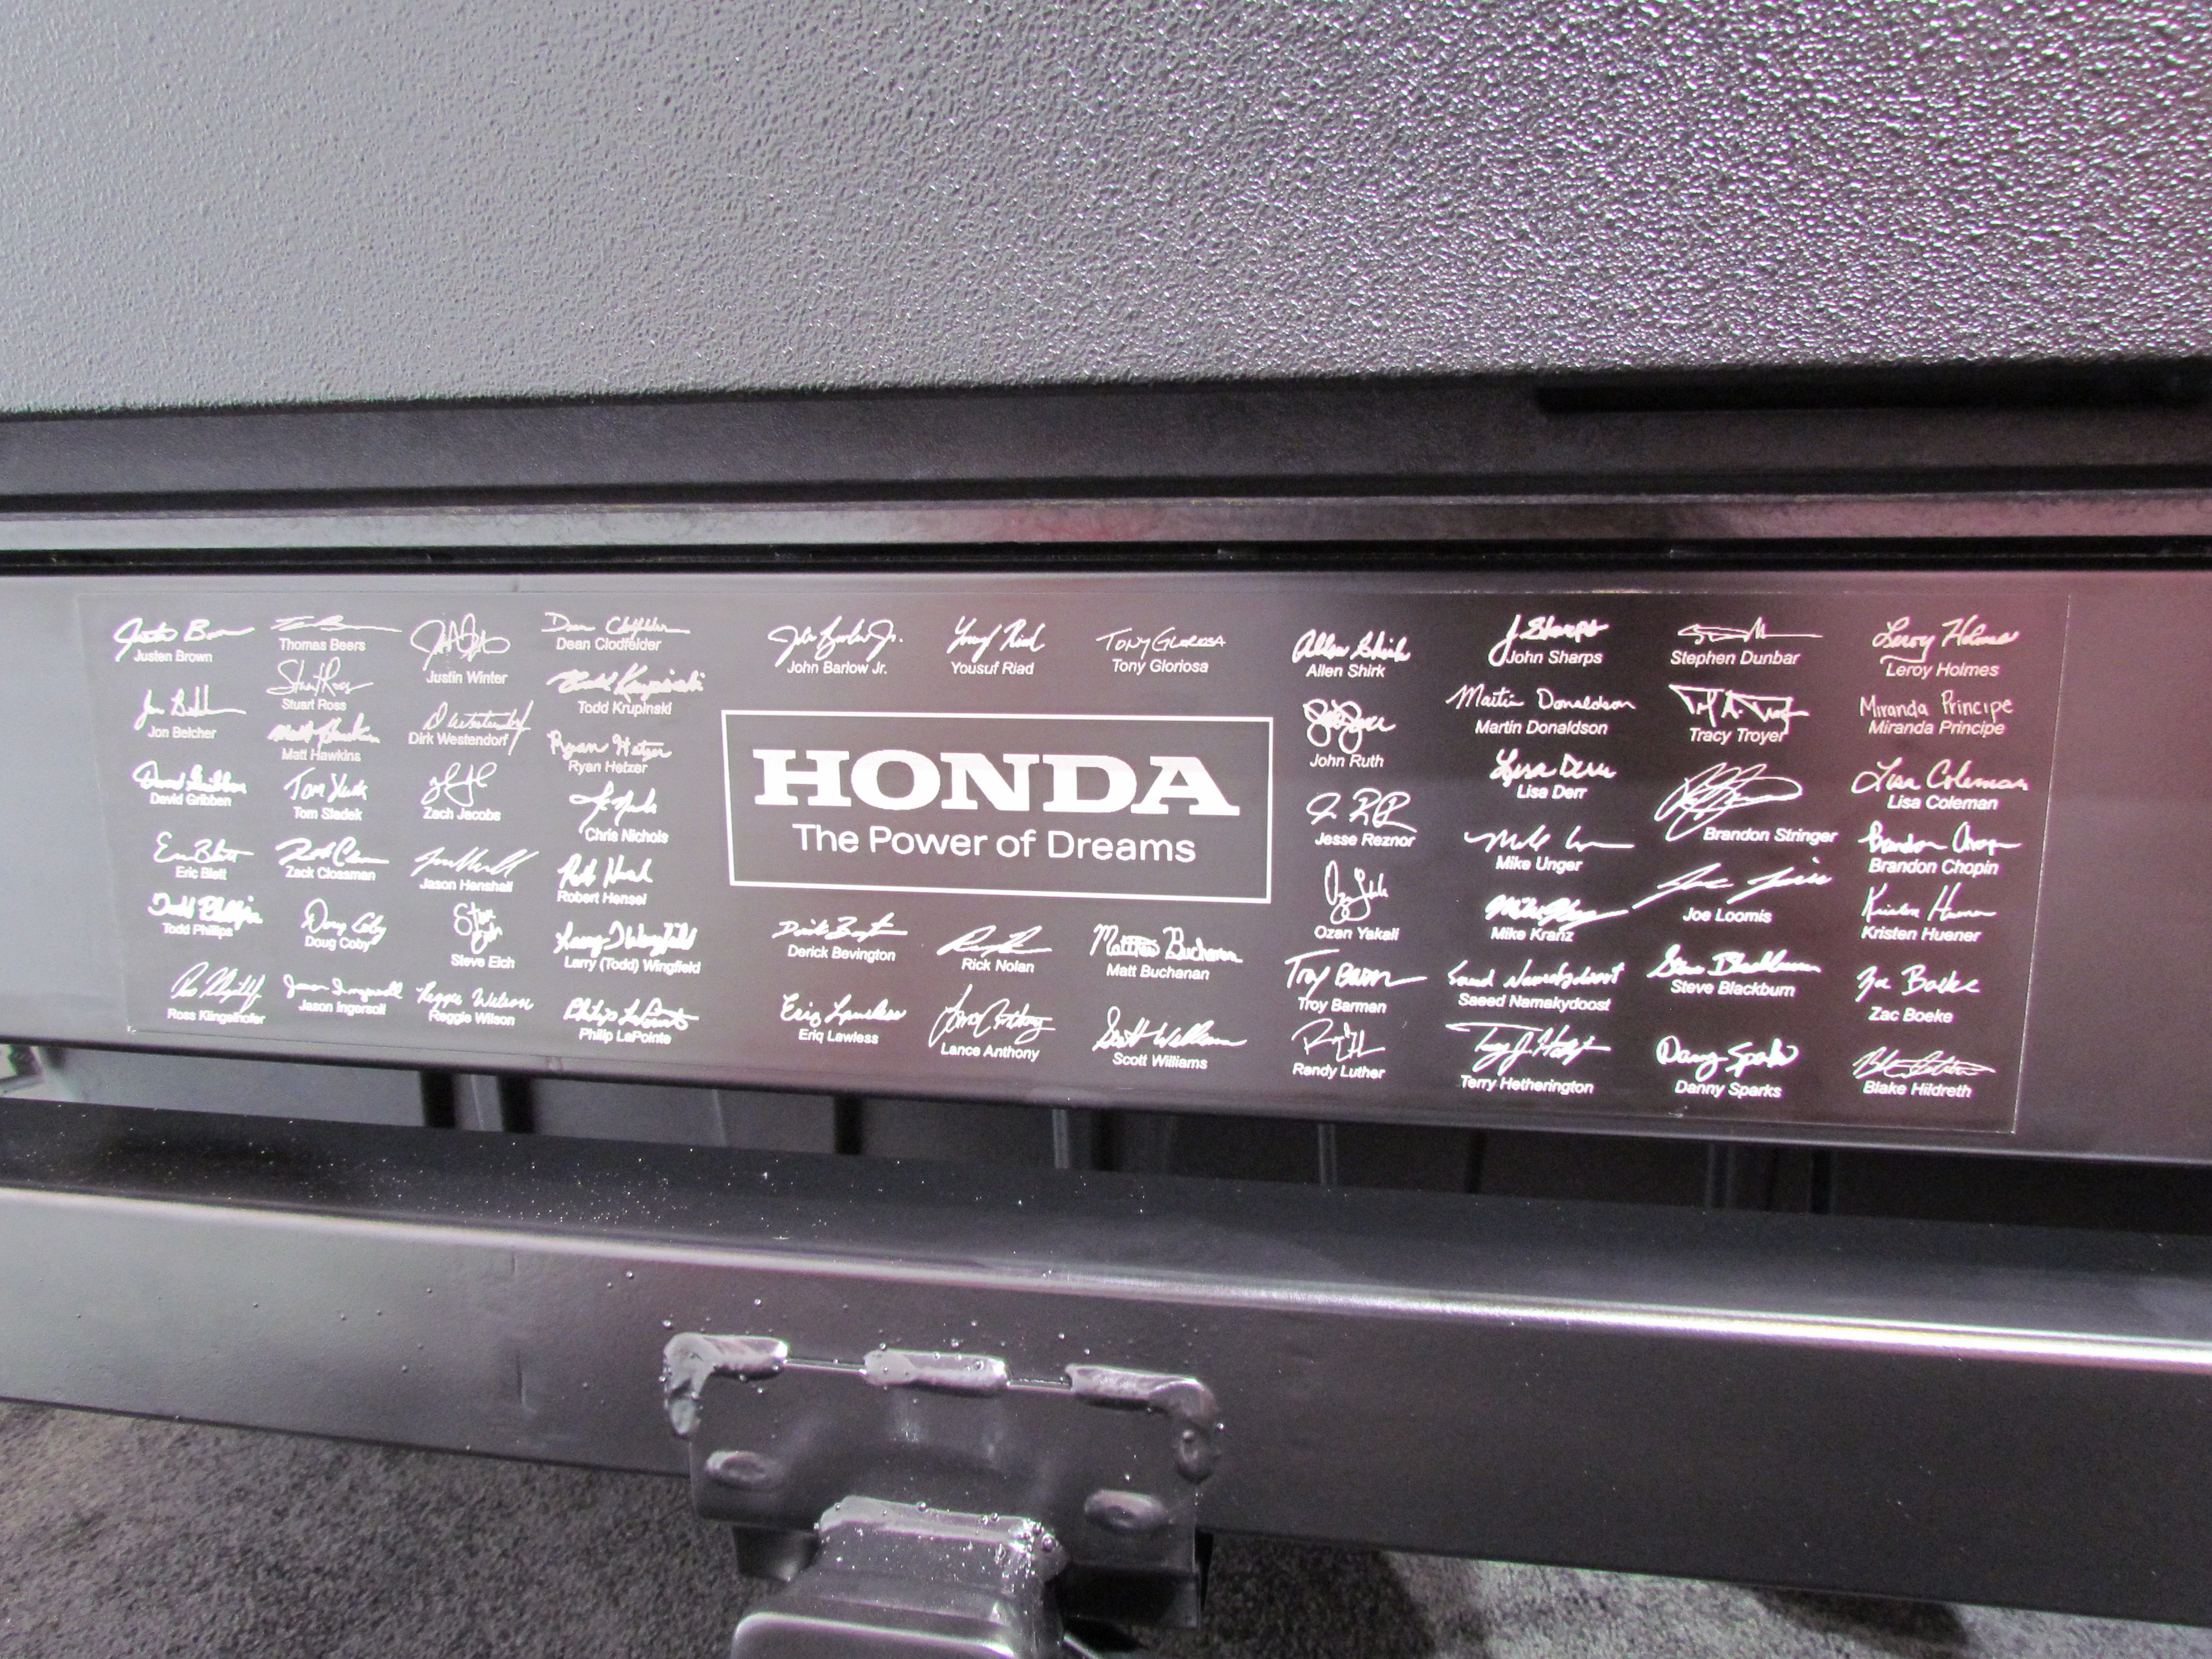 Justen Brown
Jon Belcher
David Gribben
Eric Blett
Todd Phillips
Ross Klingelhofer
Thomas Beers
Stuart Ross
Matt Hawkins
Tom Sladek
Zack Clossman
Doug Coby
Jason Ingersoll
Justin Winter
Dirk Westendorf
Zach Jacobs
Jason Henshall
Steve Eich
Reggie Wilson
Dean Clodfelder
Todd Krupinski
Ryan Hetzer
Chris Nichols
Robert Hensel
Larry (Todd) Wingfield
Philip LaPointe
John Barlow Jr.
Yousuf Riad
Tony Gloriosa
HONDA
The Power of Dreams
Derick Bevington
Rick Nolan
Matt Buchanan
Eriq Lawless
Lance Anthony
Scott Williams
Allen Shirk
John Ruth
Jesse Reznor
Ozan Yakali
Troy Barman
Randy Luther
John Sharps
Martin Donaldson
Lisa Derr
Mike Unger
Mike Kranz
Saeed Namakydoost
Terry Hetherington
Stephen Dunbar
Tracy Troyer
Brandon Stringer
Joe Loomis
Steve Blackburn
Danny Sparks
Leroy Holmes
Miranda Principe
Lisa Coleman
Brandon Chopin
Kristen Huener
Zac Boeke
Blake Hildreth